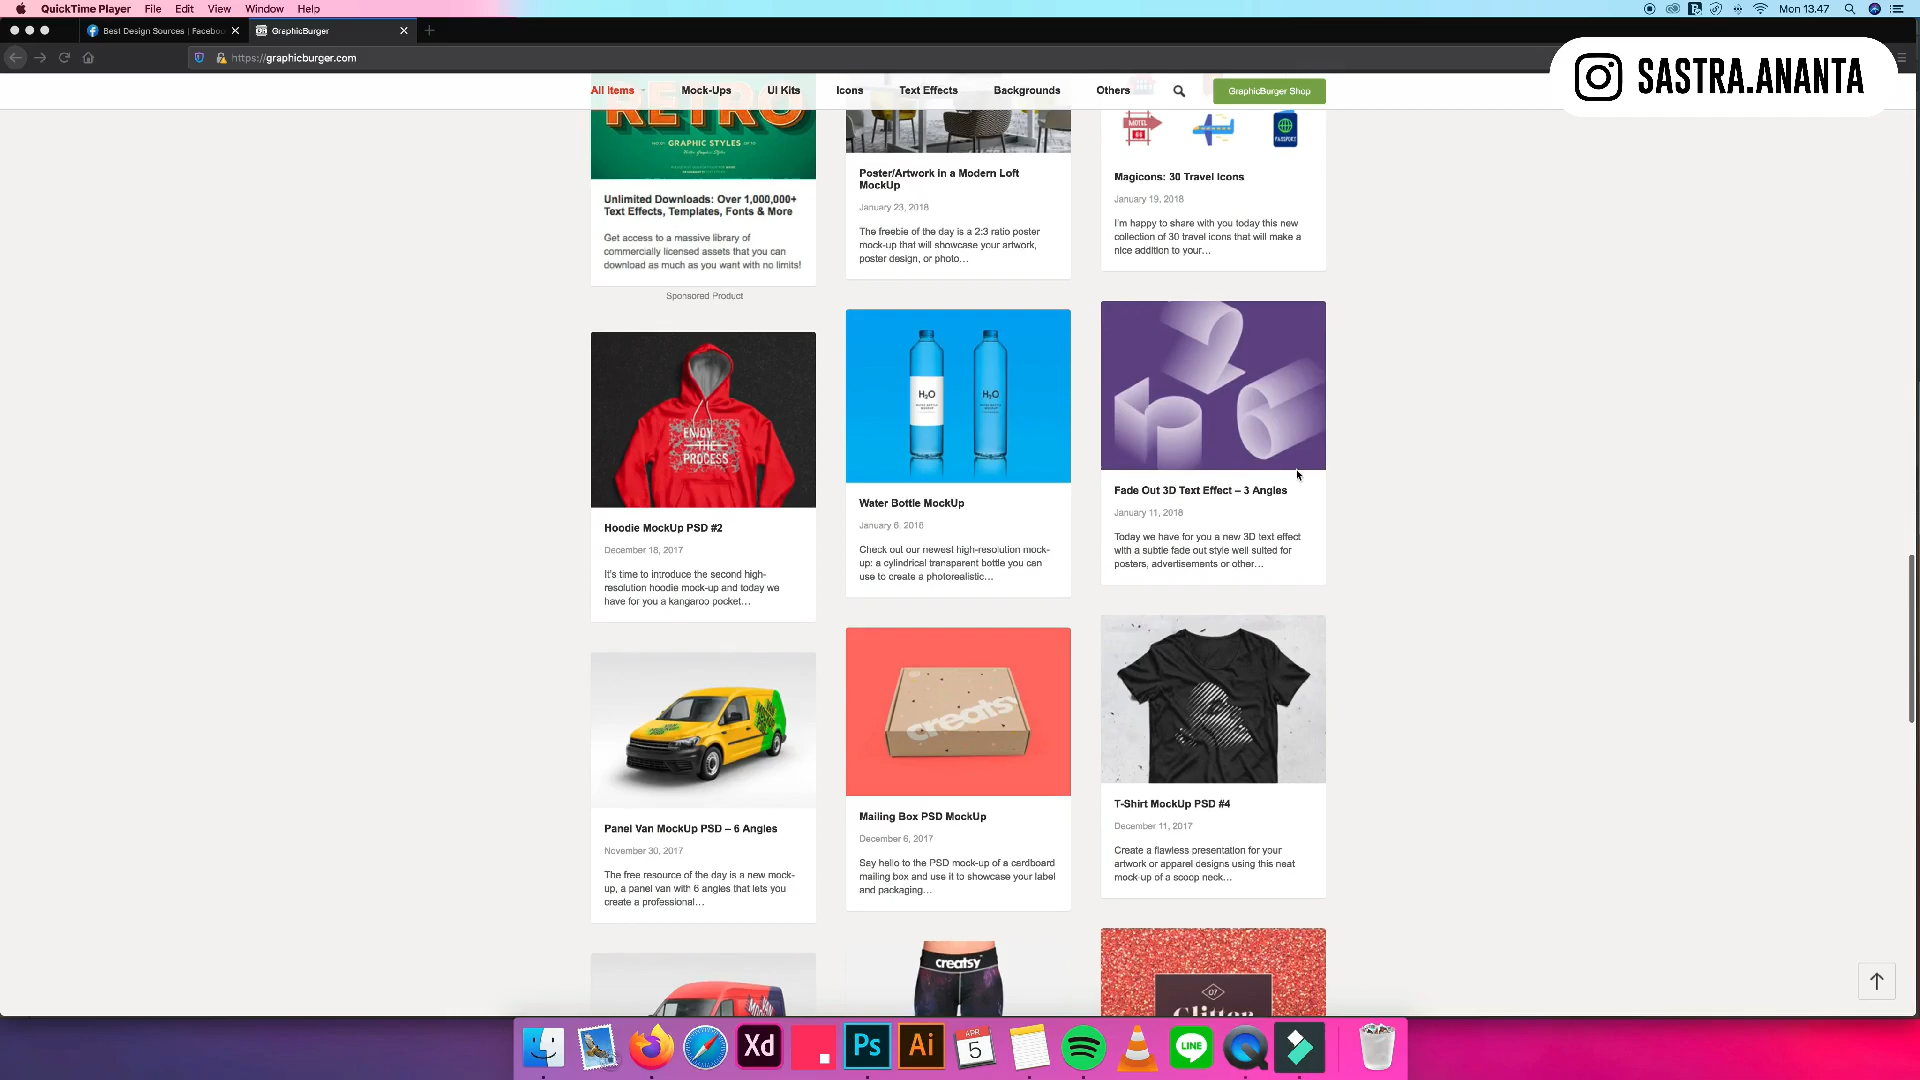 QuickTime Player File Edit View Window Help
Mon 13.47
Best Design Sources | Faceboo
GraphicBurger
https://graphicburger.com
SASTRA.ANANTA
All Items Mock-Ups UI Kits Icons Text Effects Backgrounds Others GraphicBurger Shop
RETRO
GRAPHIC STYLES
Unlimited Downloads: Over 1,000,000+
Text Effects, Templates, Fonts & More
Get access to a massive library of
commercially licensed assets that you can
download as much as you want with no limits!
Sponsored Product
Poster/Artwork in a Modern Loft
MockUp
January 23, 2018
The freebie of the day is a 2:3 ratio poster
mock-up that will showcase your artwork,
poster design, or photo…
MOTEL
PASSPORT
Magicons: 30 Travel Icons
January 19, 2018
I'm happy to share with you today this new
collection of 30 travel icons that will make a
nice addition to your…
ENJOY
THE
PROCESS
Hoodie MockUp PSD #2
December 18, 2017
It's time to introduce the second high-
resolution hoodie mock-up and today we
have for you a kangaroo pocket…
H₂O
H₂O
Water Bottle MockUp
January 6, 2018
Check out our newest high-resolution mock-
up: a cylindrical transparent bottle you can
use to create a photorealistic…
Fade Out 3D Text Effect – 3 Angles
January 11, 2018
Today we have for you a new 3D text effect
with a subtle fade out style well suited for
posters, advertisements or other…
Panel Van MockUp PSD – 6 Angles
November 30, 2017
The free resource of the day is a new mock-
up, a panel van with 6 angles that lets you
create a professional…
creatsy
Mailing Box PSD MockUp
December 6, 2017
Say hello to the PSD mock-up of a cardboard
mailing box and use it to showcase your label
and packaging…
T-Shirt MockUp PSD #4
December 11, 2017
Create a flawless presentation for your
artwork or apparel designs using this neat
mock-up of a scoop neck…
creatsy
07
Glitter
Xd
Ps
Ai
APR
5
LINE